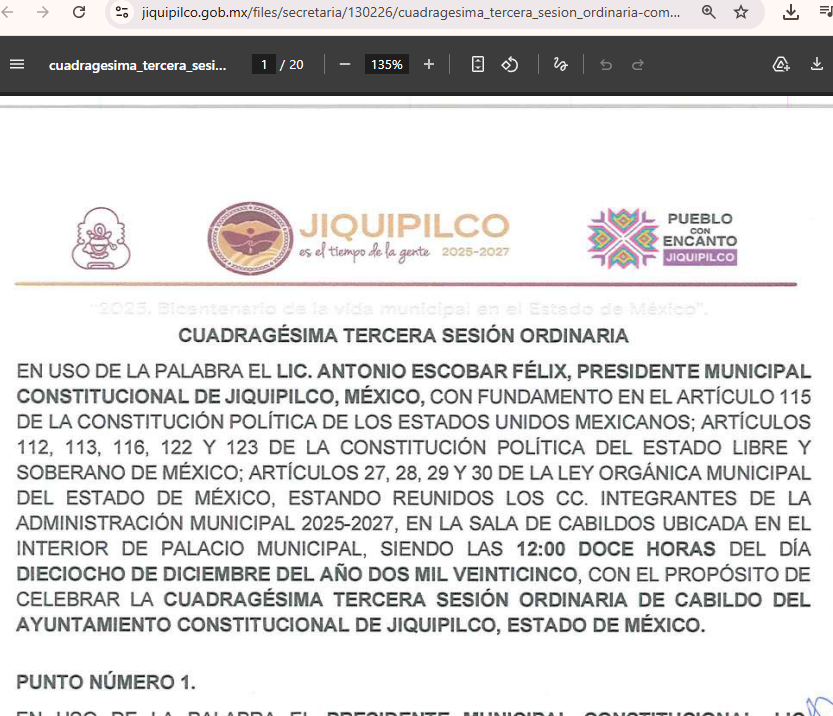 jiquipilco.gob.mx/files/secretaria/130226/cuadragesima_tercera_sesion_ordinaria-com...
cuadragesima_tercera_sesi... 1 / 20 135%
JIQUIPILCO
es el tiempo de la gente 2025-2027
PUEBLO
CON
ENCANTO
JIQUIPILCO
"2025. Bicentenario de la vida municipal en el Estado de México".
CUADRAGÉSIMA TERCERA SESIÓN ORDINARIA
EN USO DE LA PALABRA EL LIC. ANTONIO ESCOBAR FÉLIX, PRESIDENTE MUNICIPAL
CONSTITUCIONAL DE JIQUIPILCO, MÉXICO, CON FUNDAMENTO EN EL ARTÍCULO 115
DE LA CONSTITUCIÓN POLÍTICA DE LOS ESTADOS UNIDOS MEXICANOS; ARTÍCULOS
112, 113, 116, 122 Y 123 DE LA CONSTITUCIÓN POLÍTICA DEL ESTADO LIBRE Y
SOBERANO DE MÉXICO; ARTÍCULOS 27, 28, 29 Y 30 DE LA LEY ORGÁNICA MUNICIPAL
DEL ESTADO DE MÉXICO, ESTANDO REUNIDOS LOS CC. INTEGRANTES DE LA
ADMINISTRACIÓN MUNICIPAL 2025-2027, EN LA SALA DE CABILDOS UBICADA EN EL
INTERIOR DE PALACIO MUNICIPAL, SIENDO LAS 12:00 DOCE HORAS DEL DÍA
DIECIOCHO DE DICIEMBRE DEL AÑO DOS MIL VEINTICINCO, CON EL PROPÓSITO DE
CELEBRAR LA CUADRAGÉSIMA TERCERA SESIÓN ORDINARIA DE CABILDO DEL
AYUNTAMIENTO CONSTITUCIONAL DE JIQUIPILCO, ESTADO DE MÉXICO.
PUNTO NÚMERO 1.
EN USO DE LA PALABRA EL PRESIDENTE MUNICIPAL CONSTITUCIONAL LIC